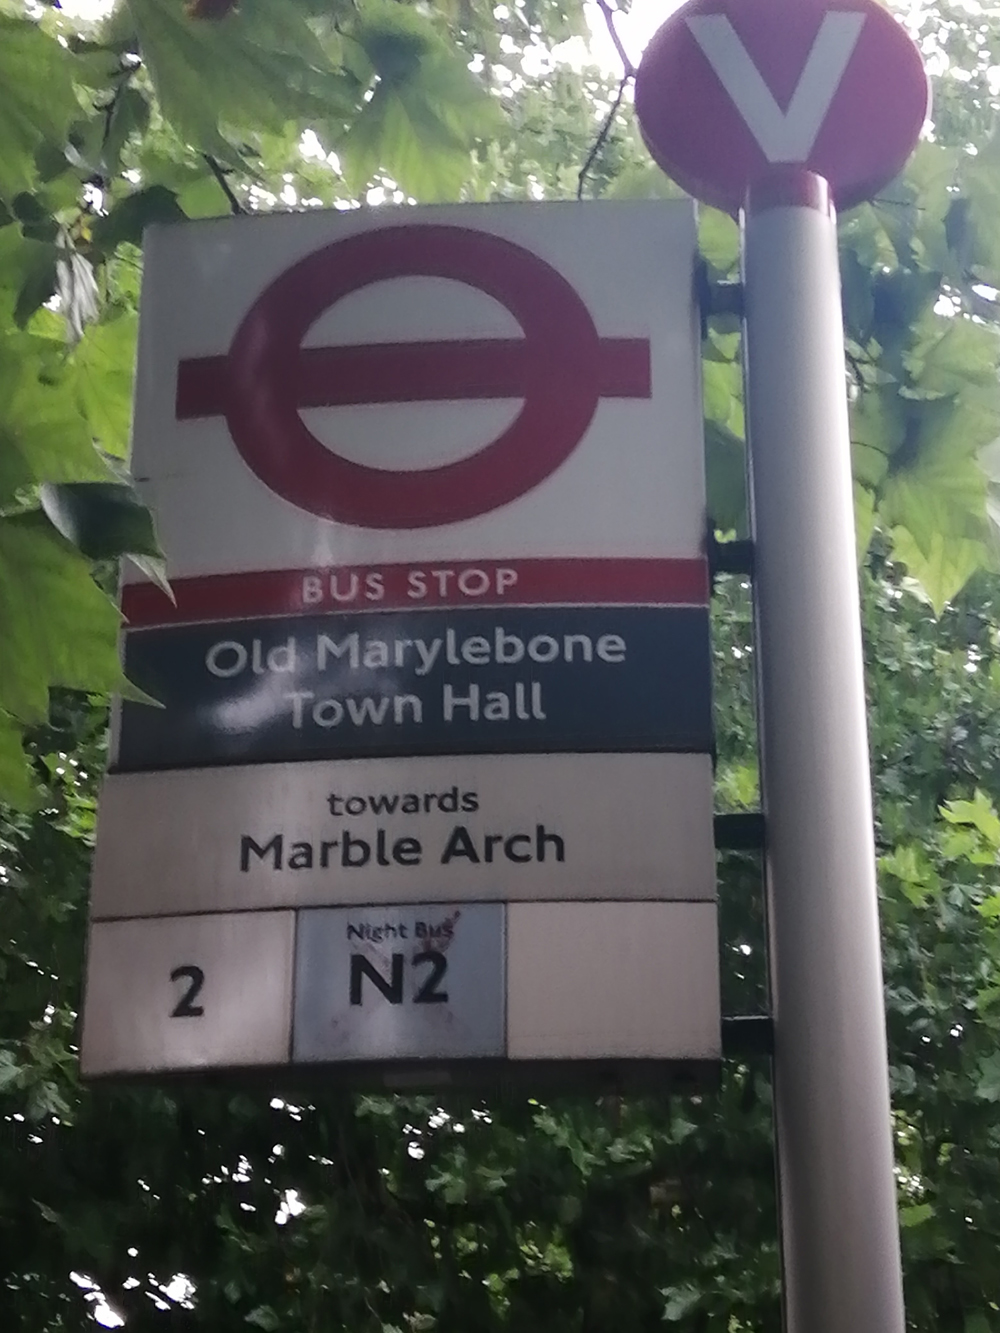 V
BUS STOP
Old Marylebone
Town Hall
towards
Marble Arch
2
Night Bus
N2